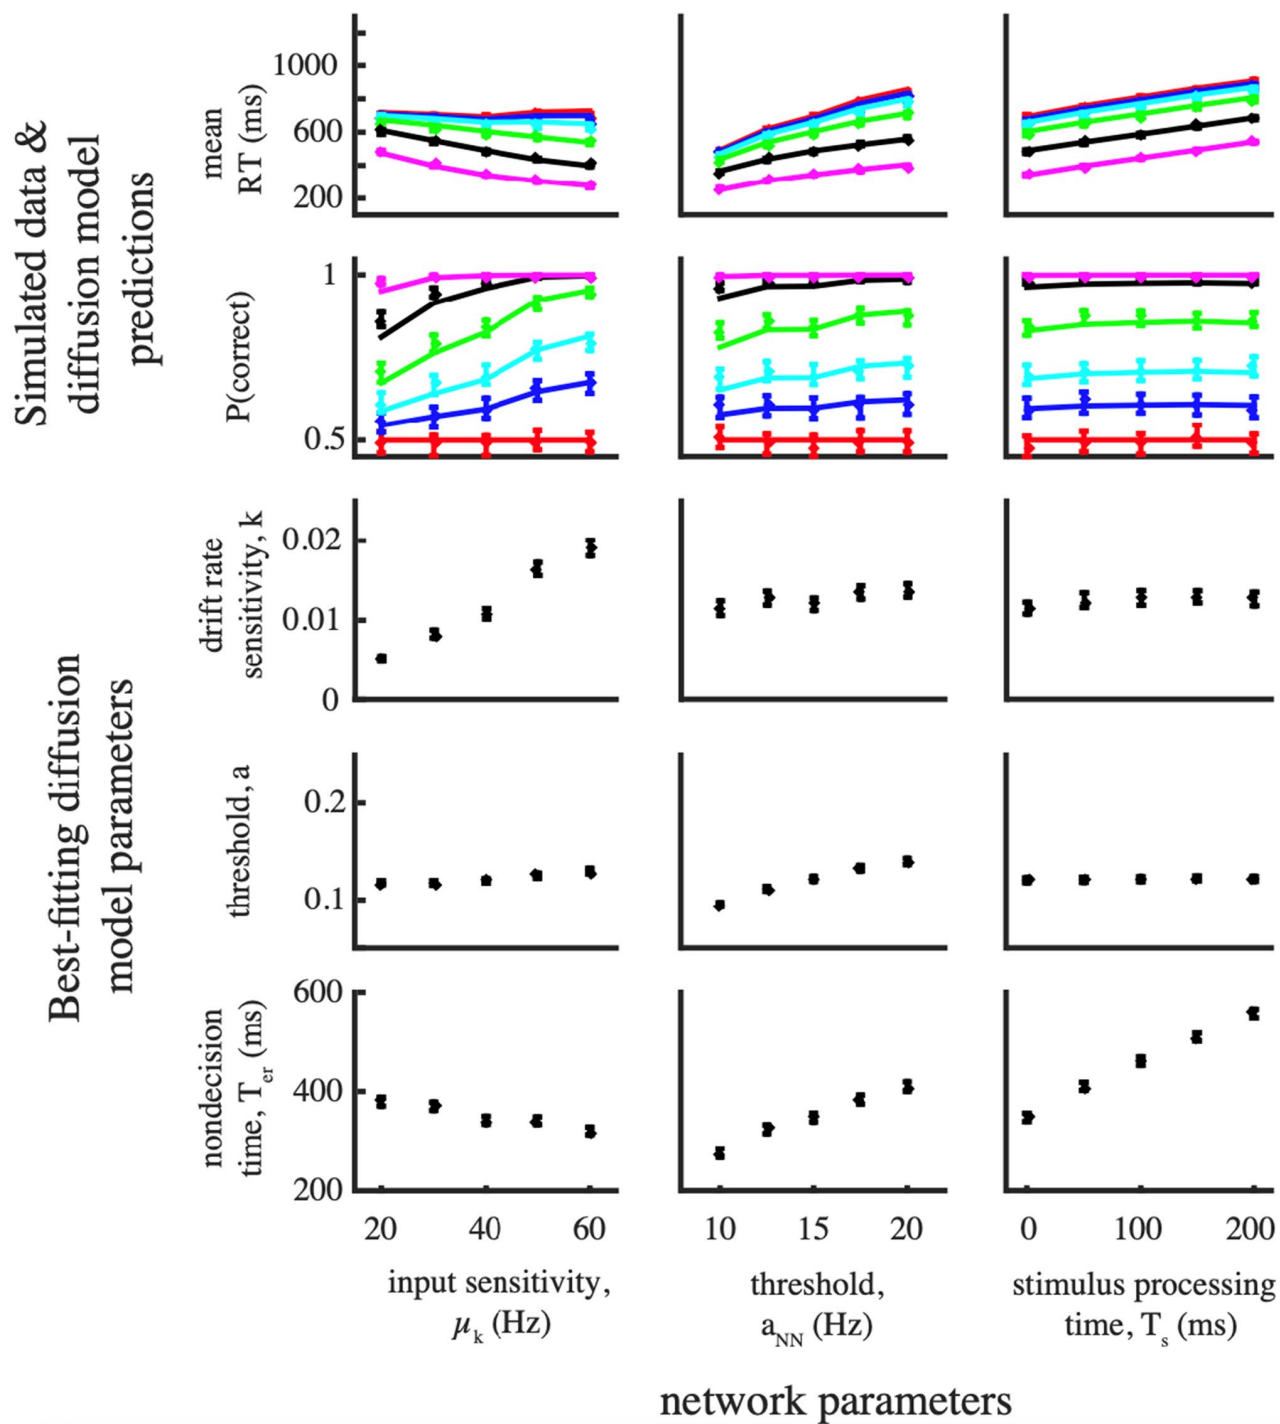 Simulated data &
diffusion model
predictions
mean
RT (ms)
1000
600
200
P(correct)
1
0.5
Best-fitting diffusion
model parameters
drift rate
sensitivity, k
0.02
0.01
0
threshold, a
0.2
0.1
nondecision
time, Ter (ms)
600
400
200
20 40 60 10 15 20 0 100 200
input sensitivity, threshold, stimulus processing
μk (Hz) aNN (Hz) time, Ts (ms)
network parameters